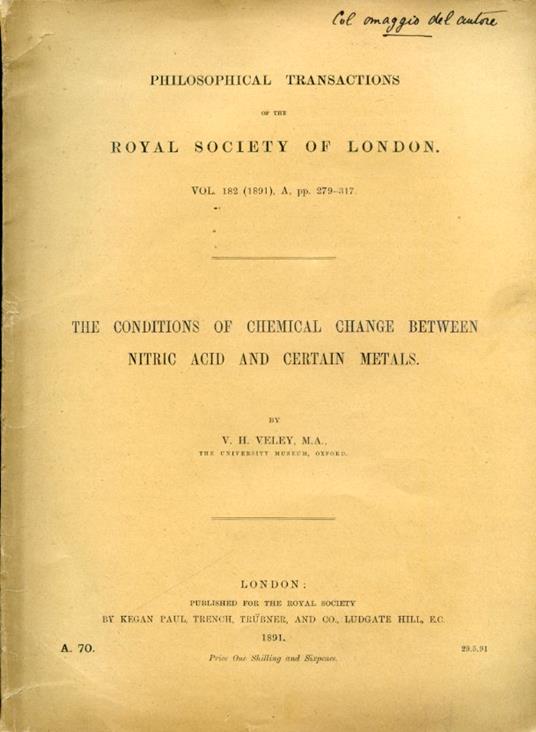 Col omaggio del autore
PHILOSOPHICAL TRANSACTIONS
OF THE
ROYAL SOCIETY OF LONDON.
VOL. 182 (1891), A, pp. 279–317.
THE CONDITIONS OF CHEMICAL CHANGE BETWEEN
NITRIC ACID AND CERTAIN METALS.
BY
V. H. VELEY, M.A.,
THE UNIVERSITY MUSEUM, OXFORD.
LONDON:
PUBLISHED FOR THE ROYAL SOCIETY
BY KEGAN PAUL, TRENCH, TRÜBNER, AND CO., LUDGATE HILL, E.C.
1891.
A. 70.
Price One Shilling and Sixpence.
29.5.91